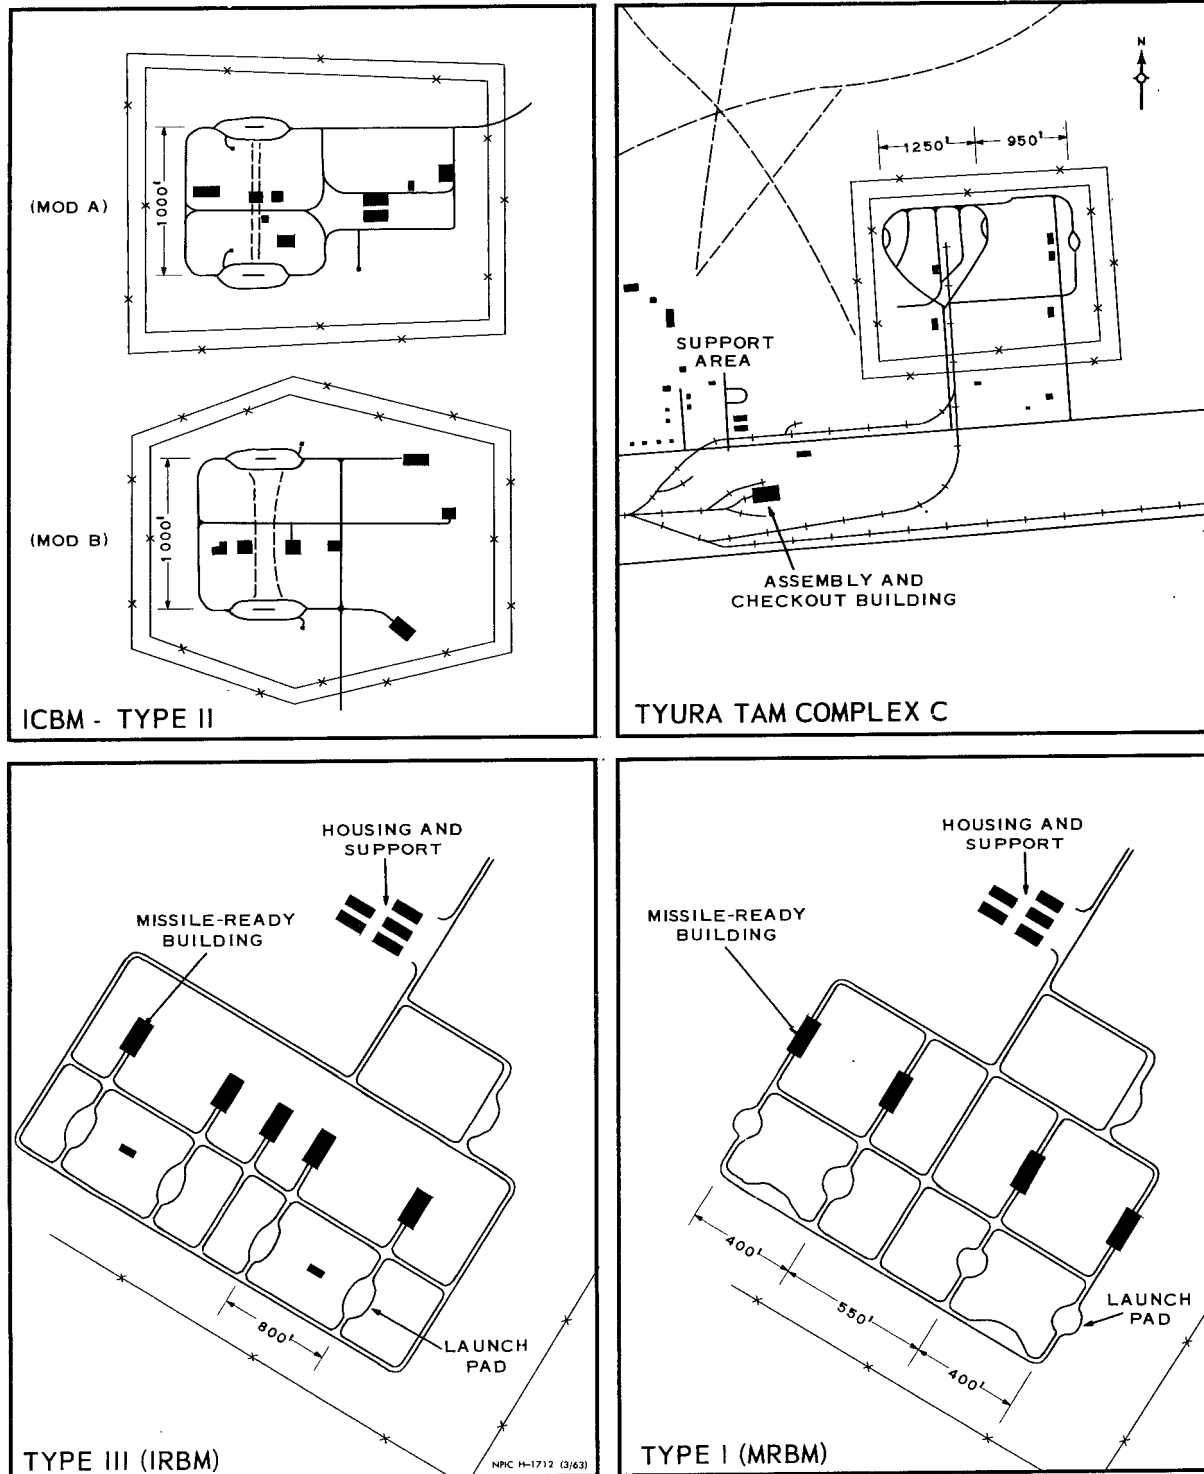 (MOD A)
1000'
(MOD B)
1000'
ICBM - TYPE II
N
1250'
950'
SUPPORT
AREA
ASSEMBLY AND
CHECKOUT BUILDING
TYURA TAM COMPLEX C
HOUSING AND
SUPPORT
MISSILE-READY
BUILDING
800'
LAUNCH
PAD
TYPE III (IRBM)
NPIC H-1712 (3/63)
HOUSING AND
SUPPORT
MISSILE-READY
BUILDING
400'
550'
400'
LAUNCH
PAD
TYPE I (MRBM)